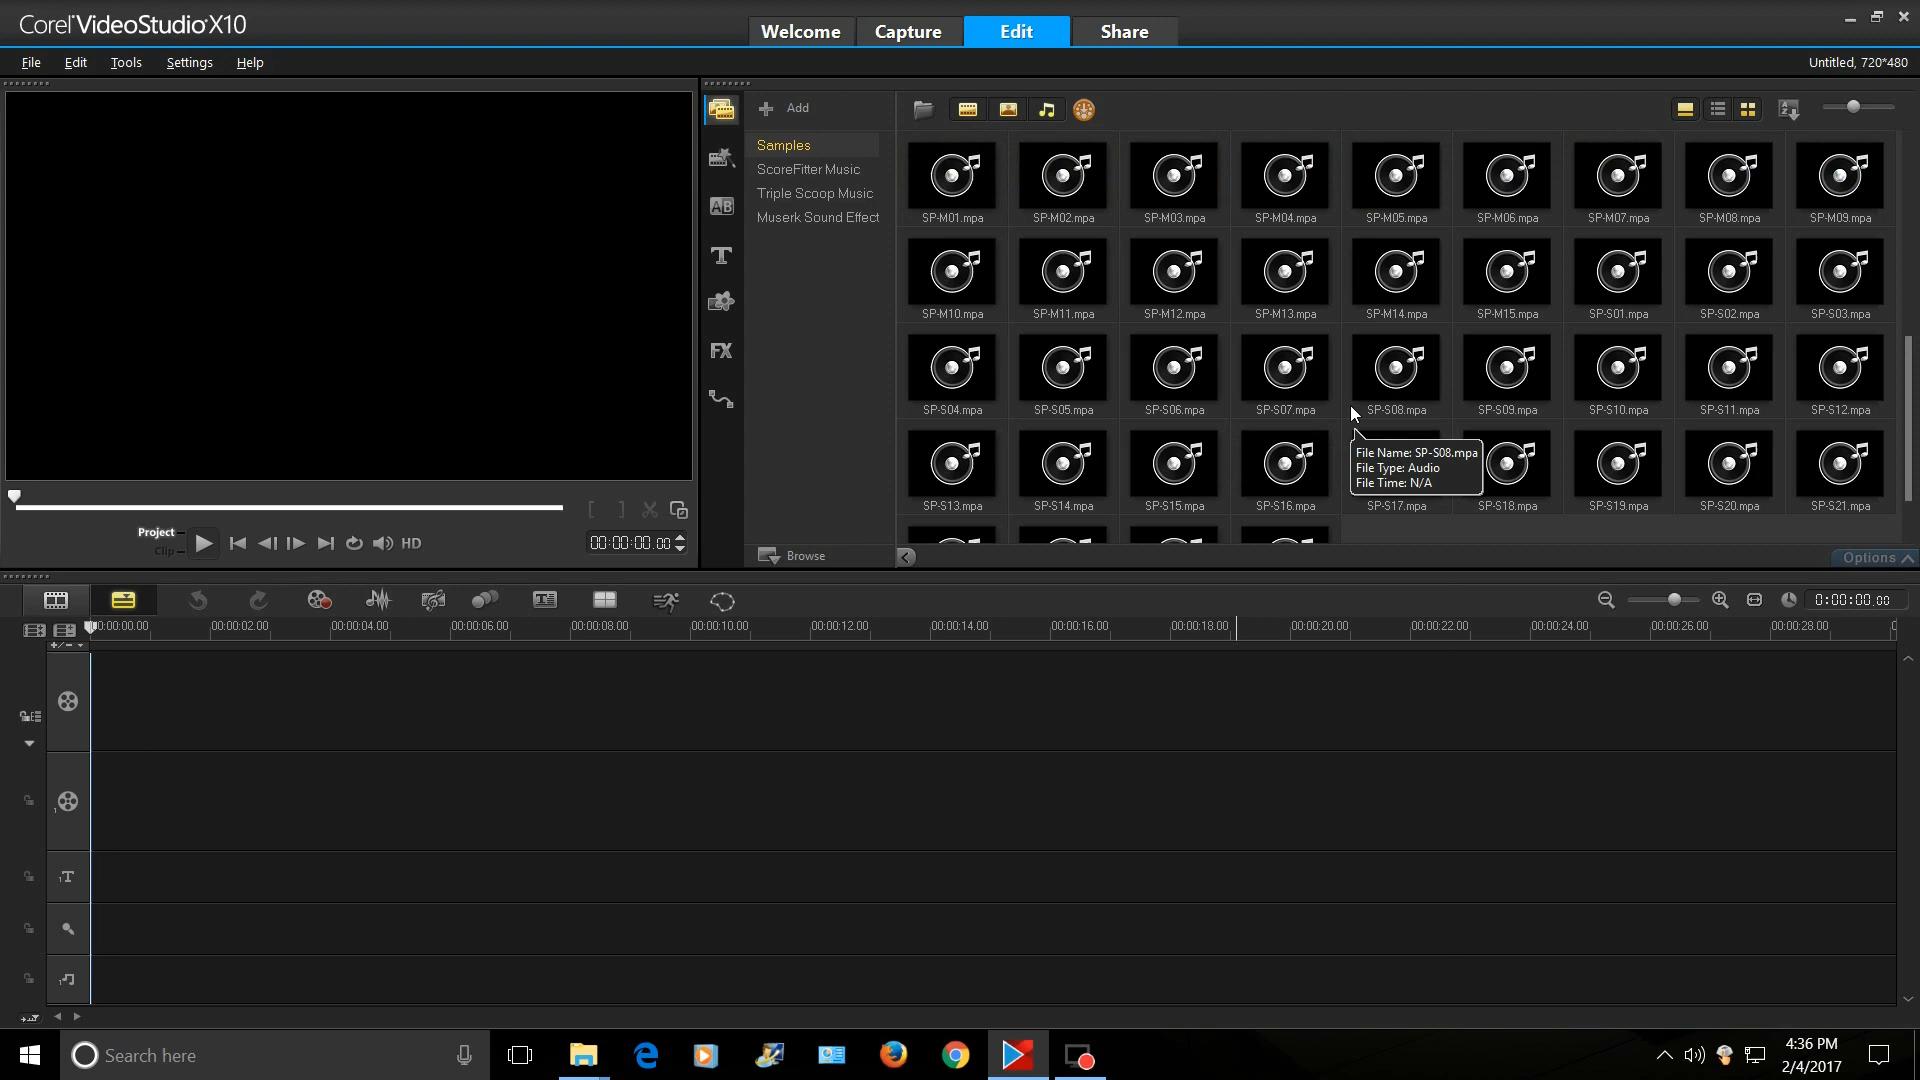 Corel VideoStudio X10
Welcome Capture Edit Share
File Edit Tools Settings Help
Untitled, 720*480
Add
Samples
ScoreFitter Music
Triple Scoop Music
Muserk Sound Effect
SP-M01.mpa SP-M02.mpa SP-M03.mpa SP-M04.mpa SP-M05.mpa SP-M06.mpa SP-M07.mpa SP-M08.mpa SP-M09.mpa
SP-M10.mpa SP-M11.mpa SP-M12.mpa SP-M13.mpa SP-M14.mpa SP-M15.mpa SP-S01.mpa SP-S02.mpa SP-S03.mpa
SP-S04.mpa SP-S05.mpa SP-S06.mpa SP-S07.mpa SP-S08.mpa SP-S09.mpa SP-S10.mpa SP-S11.mpa SP-S12.mpa
File Name: SP-S08.mpa
File Type: Audio
File Time: N/A
SP-S13.mpa SP-S14.mpa SP-S15.mpa SP-S16.mpa SP-S17.mpa SP-S18.mpa SP-S19.mpa SP-S20.mpa SP-S21.mpa
AB
T
FX
Browse
Options
Project
Clip
HD
00:00:00.00
0:00:00.00
00:00:00.00 00:00:02.00 00:00:04.00 00:00:06.00 00:00:08.00 00:00:10.00 00:00:12.00 00:00:14.00 00:00:16.00 00:00:18.00 00:00:20.00 00:00:22.00 00:00:24.00 00:00:26.00 00:00:28.00
1
1T
1
Search here
4:36 PM
2/4/2017